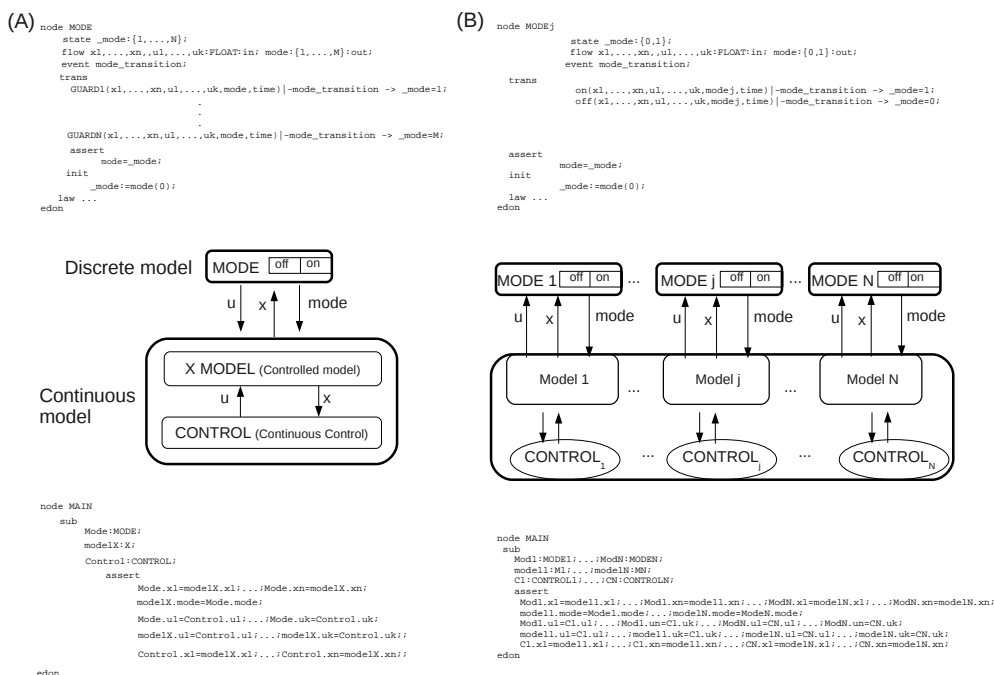 (A)
node MODE
state _mode:{1,...,N};
flow x1,...,xn,,u1,...,uk:FLOAT:in; mode:{1,...,M}:out;
event mode_transition;
trans
GUARD1(x1,...,xn,u1,...,uk,mode,time)|-mode_transition -> _mode=1;
.
.
.
GUARDN(x1,...,xn,u1,...,uk,mode,time)|-mode_transition -> _mode=M;
assert
mode=_mode;
init
_mode:=mode(0);
law ...
edon
Discrete model
MODE off on
u x mode
Continuous model
X MODEL (Controlled model)
u x
CONTROL (Continuous Control)
node MAIN
sub
Mode:MODE;
modelX:X;
Control:CONTROL;
assert
Mode.x1=modelX.x1;...;Mode.xn=modelX.xn;
modelX.mode=Mode.mode;
Mode.u1=Control.u1;...;Mode.uk=Control.uk;
modelX.u1=Control.u1;...;modelX.uk=Control.uk;;
Control.x1=modelX.x1;...;Control.xn=modelX.xn;;
edon
(B)
node MODEj
state _mode:{0,1};
flow x1,...,xn,,u1,...,uk:FLOAT:in; mode:{0,1}:out;
event mode_transition;
trans
on(x1,...,xn,u1,...,uk,modej,time)|-mode_transition -> _mode=1;
off(x1,...,xn,u1,...,uk,modej,time)|-mode_transition -> _mode=0;
assert
mode=_mode;
init
_mode:=mode(0);
law ...
edon
MODE 1 off on ... MODE j off on ... MODE N off on
u x mode u x mode u x mode
Model 1 ... Model j ... Model N
CONTROL1 ... CONTROLj ... CONTROLN
node MAIN
sub
Mod1:MODE1;...;ModN:MODEN;
model1:M1;...;modelN:MN;
C1:CONTROL1;...;CN:CONTROLN;
assert
Mod1.x1=model1.x1;...;Mod1.xn=model1.xn;...;ModN.x1=modelN.x1;...;ModN.xn=modelN.xn;
model1.mode=Mode1.mode;...;modelN.mode=ModeN.mode;
Mod1.u1=C1.u1;...;Mod1.un=C1.uk;...;ModN.u1=CN.u1;...;ModN.un=CN.uk;
model1.u1=C1.u1;...;model1.uk=C1.uk;...;modelN.u1=CN.u1;...;modelN.uk=CN.uk;
C1.x1=model1.x1;...;C1.xn=model1.xn;...;CN.x1=modelN.x1;...;CN.xn=modelN.xn;
edon